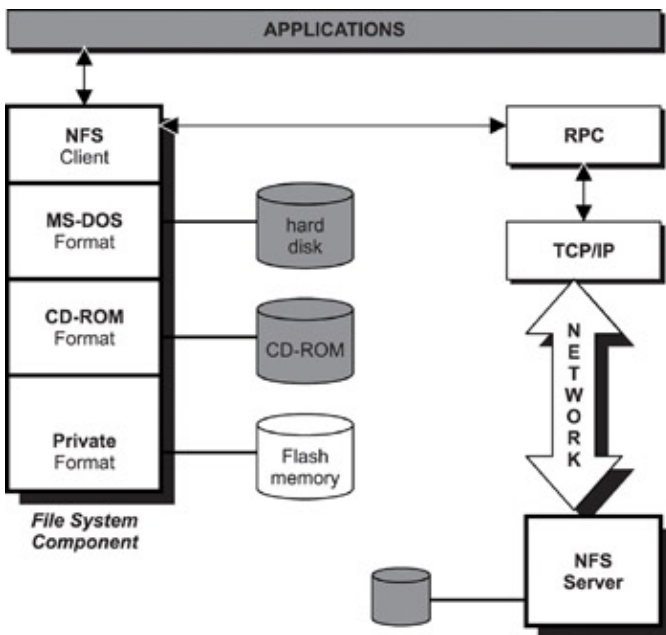 APPLICATIONS
NFS
Client
RPC
MS-DOS
Format
hard
disk
TCP/IP
CD-ROM
Format
CD-ROM
NETWORK
Private
Format
Flash
memory
File System
Component
NFS
Server